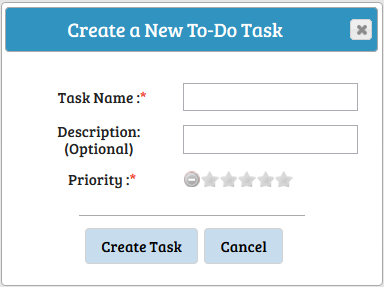 Create a New To-Do Task
Task Name :*
Description:
(Optional)
Priority :*
Create Task
Cancel